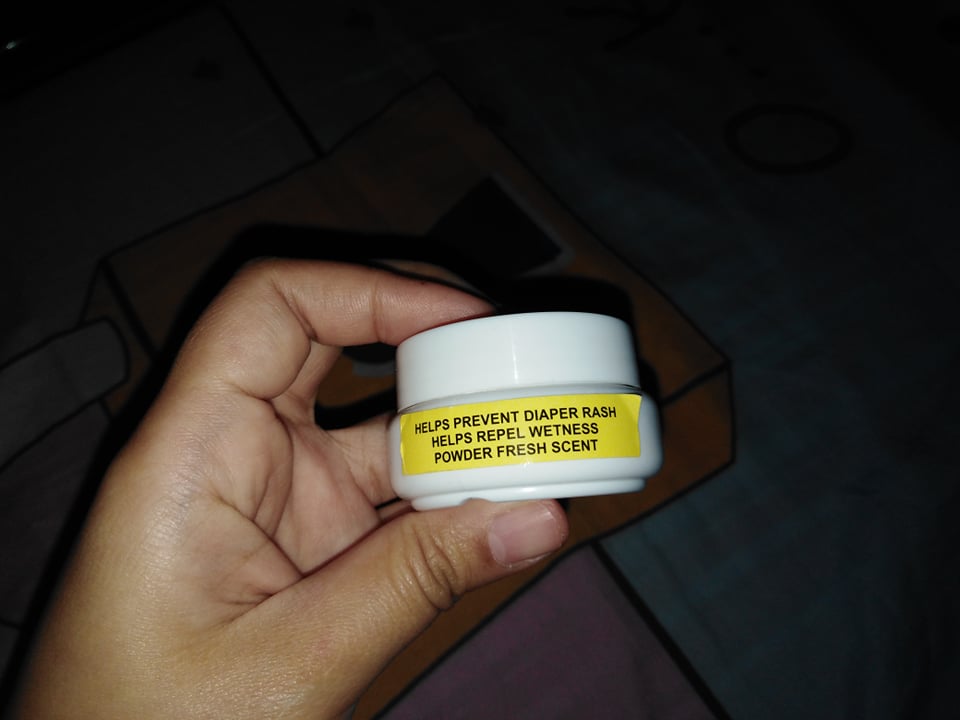 HELPS PREVENT DIAPER RASH
HELPS REPEL WETNESS
POWDER FRESH SCENT